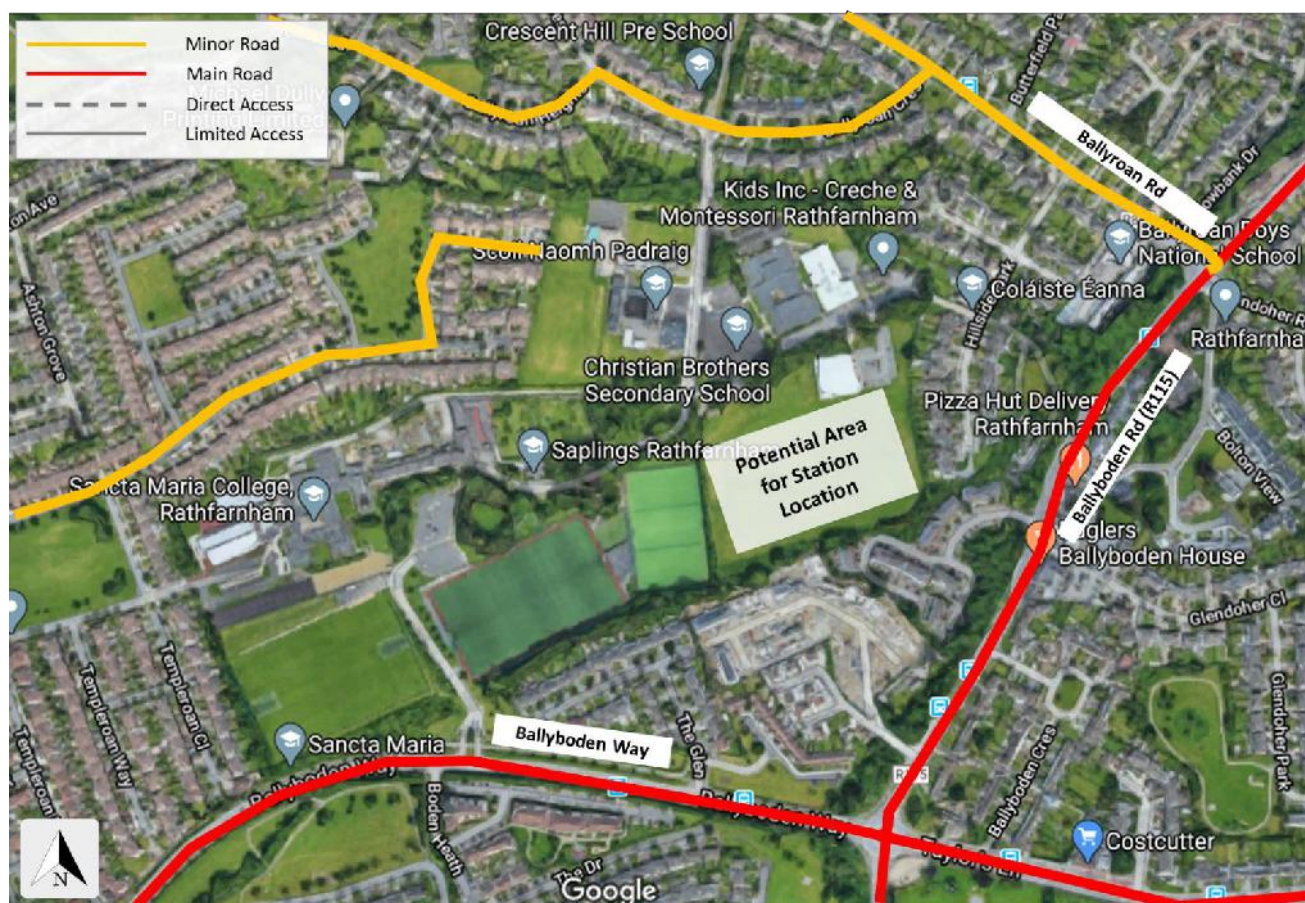 Minor Road
Main Road
Direct Access
Limited Access
Michael Dully
Printing Limited
Crescent Hill Pre School
Butterfield
Ballyroan Rd
Kids Inc - Creche &
Montessori Rathfarnham
National School
Coláiste Éanna
Hillside Park
Scoil Naomh Padraig
Christian Brothers
Secondary School
Ashton Grove
Ave
Pizza Hut Delivery
Rathfarnham
Ballyboden Rd (R115)
Bolton View
Potential Area
for Station
Location
Saplings Rathfarnham
Sancta Maria College,
Rathfarnham
Ballyboden House
Glendoher Cl
Glendoher Park
Templeroan Cl
Templeroan Way
Sancta Maria
Ballyboden Way
Ballyboden Way
The Glen
Ballyboden Way
Boden Heath
The Dr
Ballyboden Cres
Taylor's Ln
Costcutter
Google
N